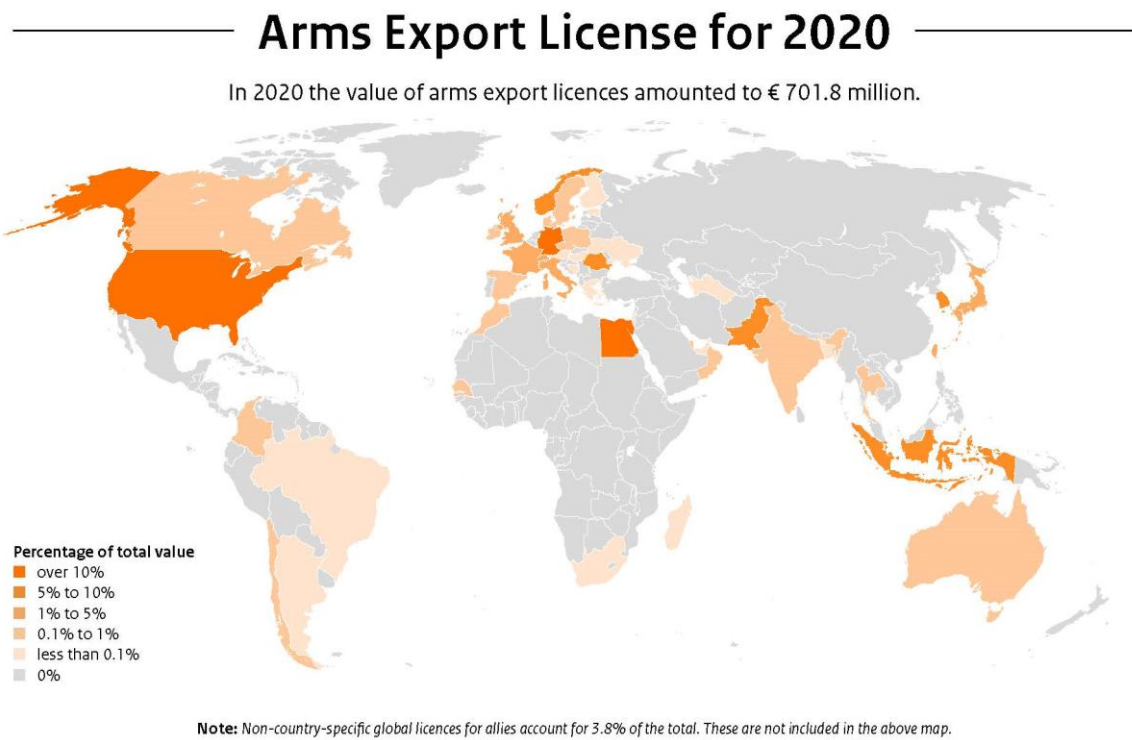 Arms Export License for 2020
In 2020 the value of arms export licences amounted to € 701.8 million.
Percentage of total value
over 10%
5% to 10%
1% to 5%
0.1% to 1%
less than 0.1%
0%
Note: Non-country-specific global licences for allies account for 3.8% of the total. These are not included in the above map.